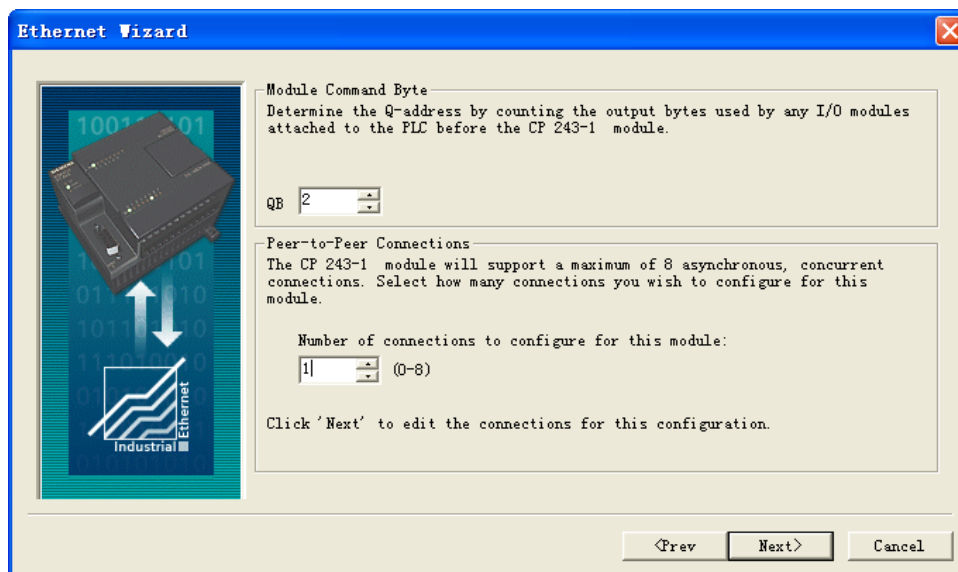 Ethernet Wizard
Module Command Byte
Determine the Q-address by counting the output bytes used by any I/O modules
attached to the PLC before the CP 243-1 module.
QB 2
Peer-to-Peer Connections
The CP 243-1 module will support a maximum of 8 asynchronous, concurrent
connections. Select how many connections you wish to configure for this
module.
Number of connections to configure for this module:
1 (0-8)
Click 'Next' to edit the connections for this configuration.
Industrial
Ethernet
<Prev
Next>
Cancel